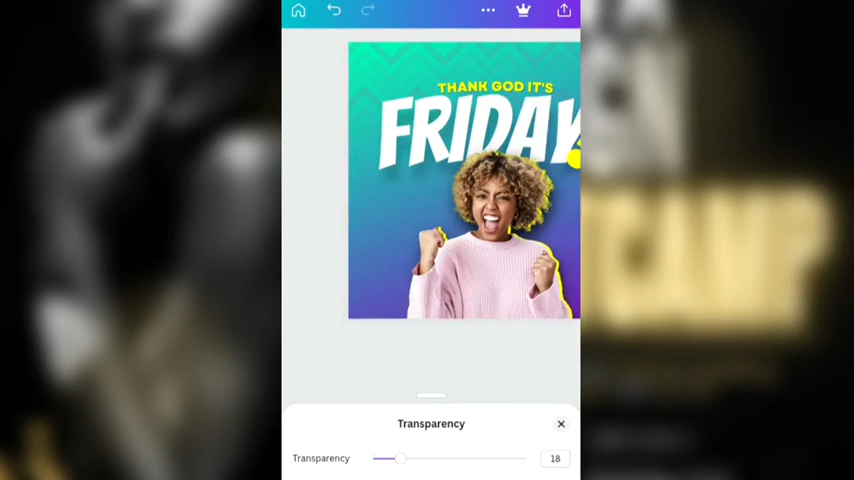 THANK GOD IT'S
FRIDAY
Transparency
Transparency
18